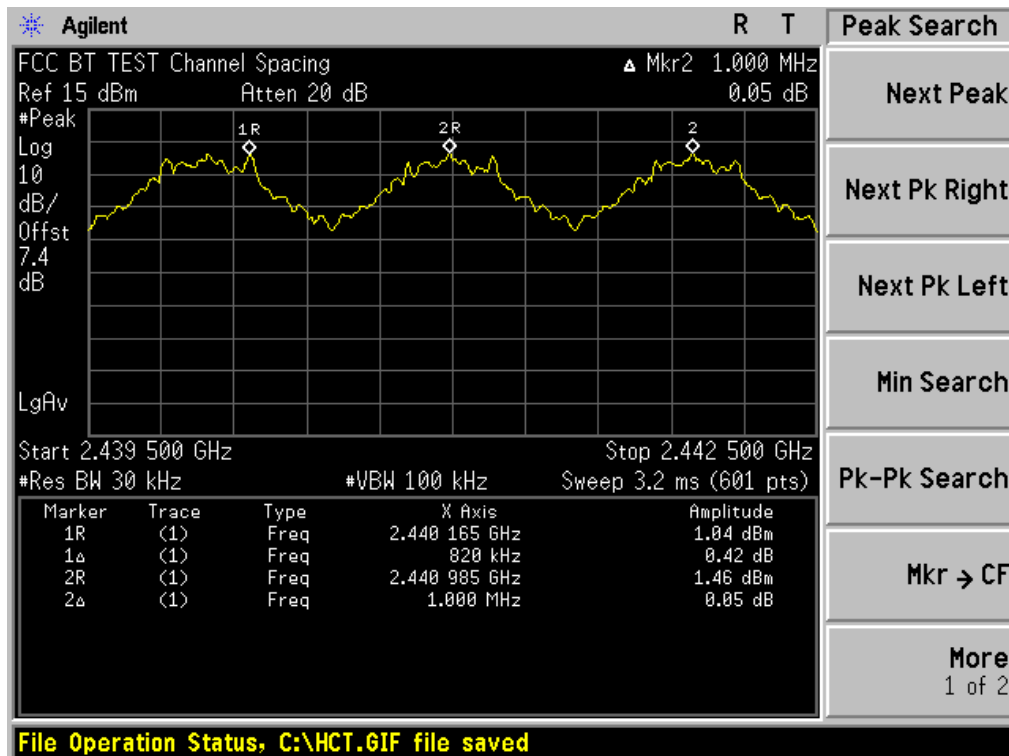 Agilent R T
Peak Search
FCC BT TEST Channel Spacing
Δ Mkr2 1.000 MHz
Ref 15 dBm Atten 20 dB 0.05 dB
#Peak
Log
10
dB/
Offst
7.4
dB
LgAv
1R 2R 2
Start 2.439 500 GHz Stop 2.442 500 GHz
#Res BW 30 kHz #VBW 100 kHz Sweep 3.2 ms (601 pts)
Marker Trace Type X Axis Amplitude
1R (1) Freq 2.440 165 GHz 1.04 dBm
1Δ (1) Freq 820 kHz 0.42 dB
2R (1) Freq 2.440 985 GHz 1.46 dBm
2Δ (1) Freq 1.000 MHz 0.05 dB
Next Peak
Next Pk Right
Next Pk Left
Min Search
Pk-Pk Search
Mkr → CF
More
1 of 2
File Operation Status, C:\HCT.GIF file saved